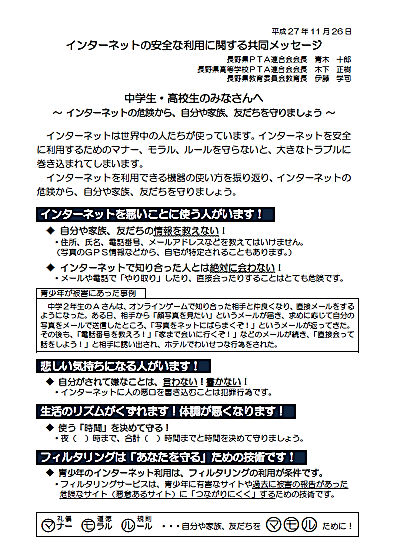 平成27年11月26日
インターネットの安全な利用に関する共同メッセージ
長野県PTA連合会会長 青木 十郎
長野県高等学校PTA連合会会長 木下 正樹
長野県教育委員会教育長 伊藤 学司
中学生・高校生のみなさんへ
~ インターネットの危険から、自分や家族、友だちを守りましょう ~
インターネットは世界中の人たちが使っています。インターネットを安全
に利用するためのマナー、モラル、ルールを守らないと、大きなトラブルに
巻き込まれてしまいます。
インターネットを利用できる機器の使い方を振り返り、インターネットの
危険から、自分や家族、友だちを守りましょう。
インターネットを悪いことに使う人がいます!
◆ 自分や家族、友だちの情報を教えない!
・住所、氏名、電話番号、メールアドレスなどを教えてはいけません。
(写真のGPS情報などから、自宅が特定されることもあります。)
◆ インターネットで知り合った人とは絶対に会わない!
・メールや電話で「やり取り」したり、直接会ったりすることはとても危険です。
青少年が被害にあった事例
中学2年生のAさんは、オンラインゲームで知り合った相手と仲良くなり、直接メールをする
ようになった。ある日、相手から「顔写真を見たい」というメールが届き、求めに応じて自分の
写真をメールで送信したところ、「写真をネットにばらまくぞ!」というメールが返ってきた。
その後も、「電話番号を教えろ!」「家まで会いに行くぞ!」などのメールが続き、「直接会って
話をしよう!」と相手に誘い出され、ホテルでわいせつな行為をされた。
悲しい気持ちになる人がいます!
◆ 自分がされて嫌なことは、言わない!書かない!
・インターネットに人の悪口を書き込むことは犯罪行為です。
生活のリズムがくずれます!体調が悪くなります!
◆ 使う「時間」を決めて守る!
・夜( )時まで、合計( )時間までと時間を決めて守りましょう。
フィルタリングは「あなたを守る」ための技術です!
◆ 青少年のインターネット利用は、フィルタリングの利用が条件です。
・フィルタリングサービスは、青少年に有害なサイトや過去に被害の報告があった
危険なサイト(悪意あるサイト)に「つながりにくく」するための技術です。
礼儀 道徳 規則
マナー モラル ルール ・・・自分や家族、友だちを マモル ために!